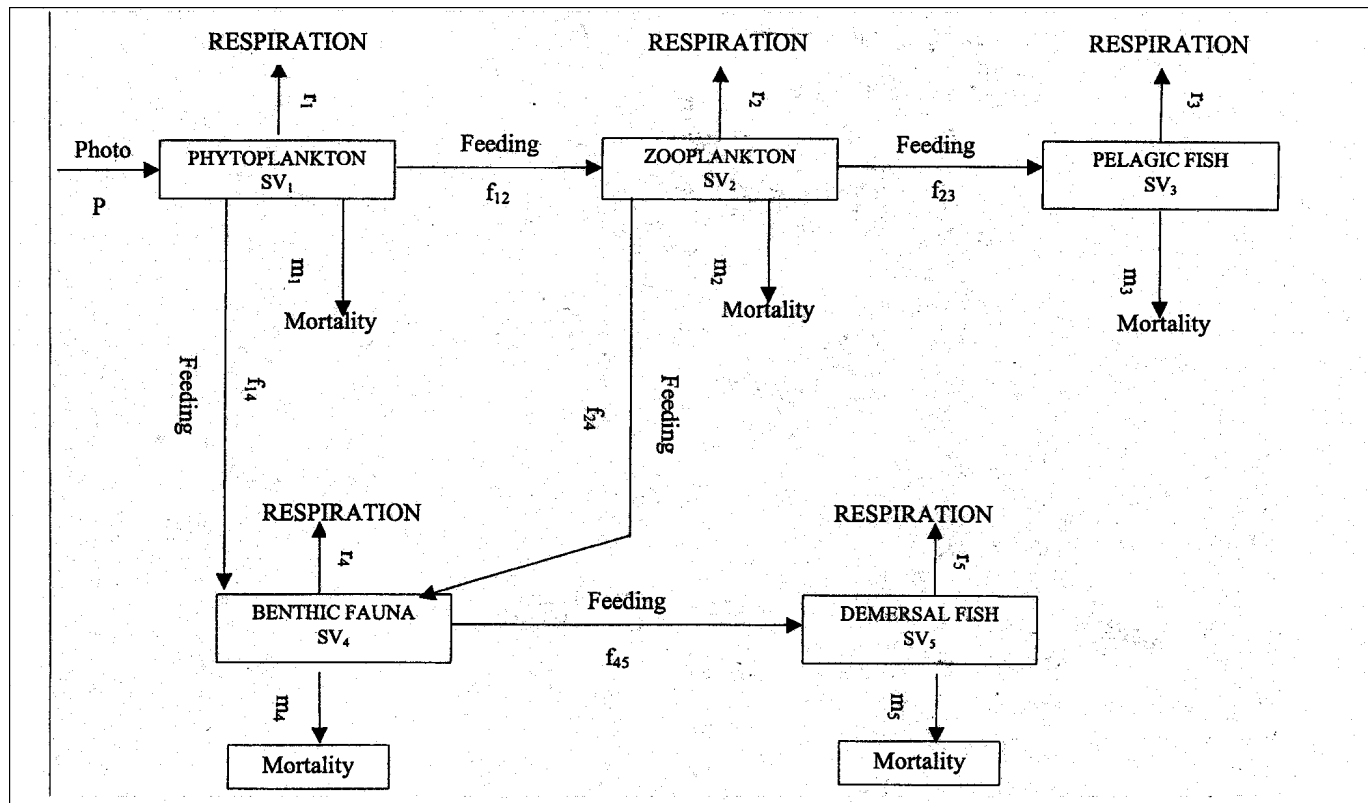 RESPIRATION
RESPIRATION
RESPIRATION
r₁
r₂
r₃
Photo
P
PHYTOPLANKTON
SV₁
Feeding
f₁₂
ZOOPLANKTON
SV₂
Feeding
f₂₃
PELAGIC FISH
SV₃
m₁
Mortality
m₂
Mortality
m₃
Mortality
Feeding
f₁₄
f₂₄
Feeding
RESPIRATION
RESPIRATION
r₄
r₅
BENTHIC FAUNA
SV₄
Feeding
f₄₅
DEMERSAL FISH
SV₅
m₄
Mortality
m₅
Mortality